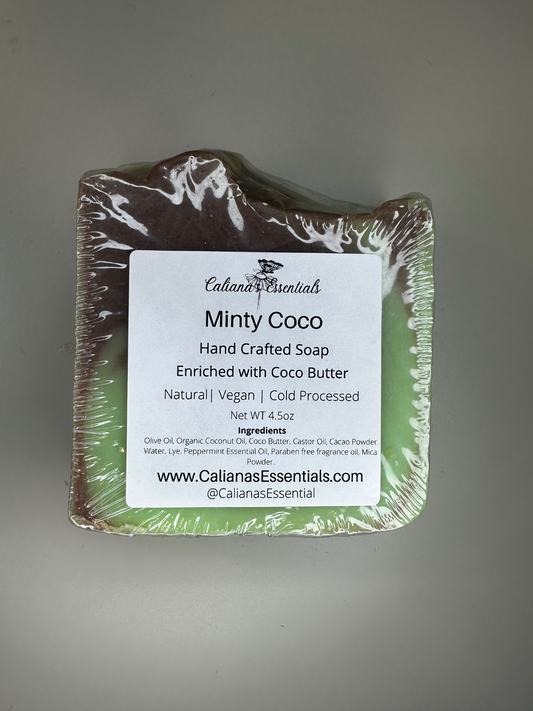 Caliana's Essentials
Minty Coco
Hand Crafted Soap
Enriched with Coco Butter
Natural| Vegan | Cold Processed
Net WT 4.5oz
Ingredients
Olive Oil, Organic Coconut Oil, Coco Butter, Castor Oil, Cacao Powder
Water, Lye, Peppermint Essential Oil, Paraben free fragrance oil, Mica
Powder.
www.CalianasEssentials.com
@CalianasEssential